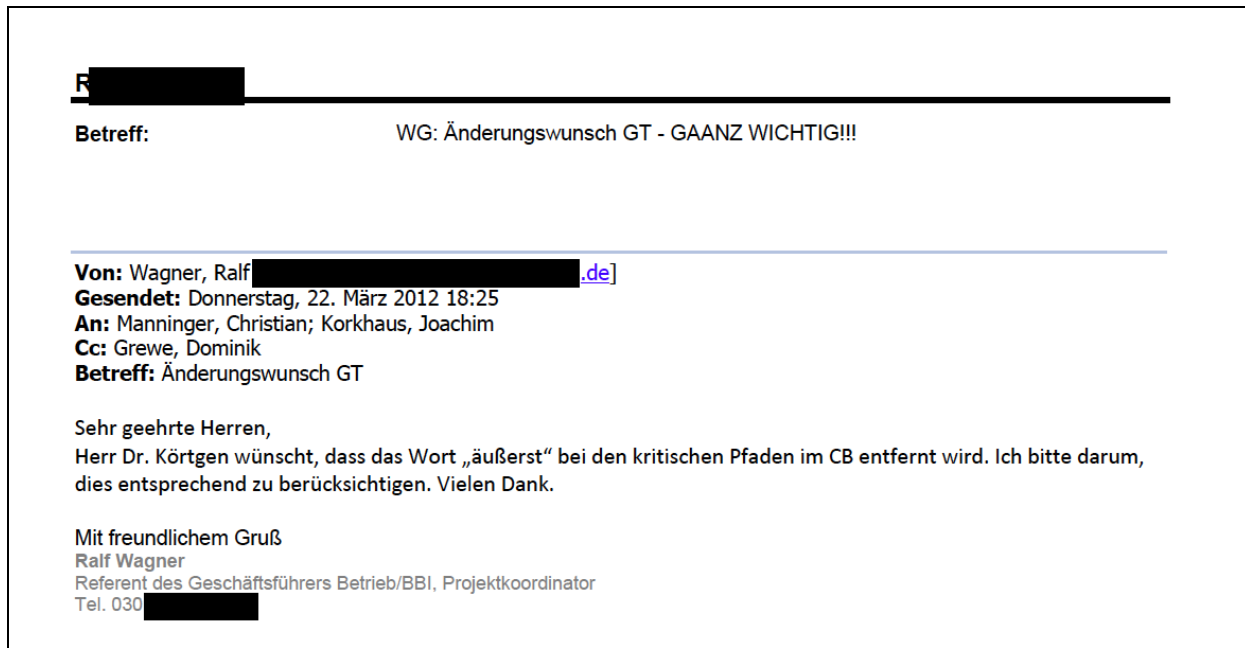 R
Betreff: WG: Änderungswunsch GT - GAANZ WICHTIG!!!
Von: Wagner, Ralf .de]
Gesendet: Donnerstag, 22. März 2012 18:25
An: Manninger, Christian; Korkhaus, Joachim
Cc: Grewe, Dominik
Betreff: Änderungswunsch GT
Sehr geehrte Herren,
Herr Dr. Körtgen wünscht, dass das Wort „äußerst“ bei den kritischen Pfaden im CB entfernt wird. Ich bitte darum,
dies entsprechend zu berücksichtigen. Vielen Dank.
Mit freundlichem Gruß
Ralf Wagner
Referent des Geschäftsführers Betrieb/BBI, Projektkoordinator
Tel. 030